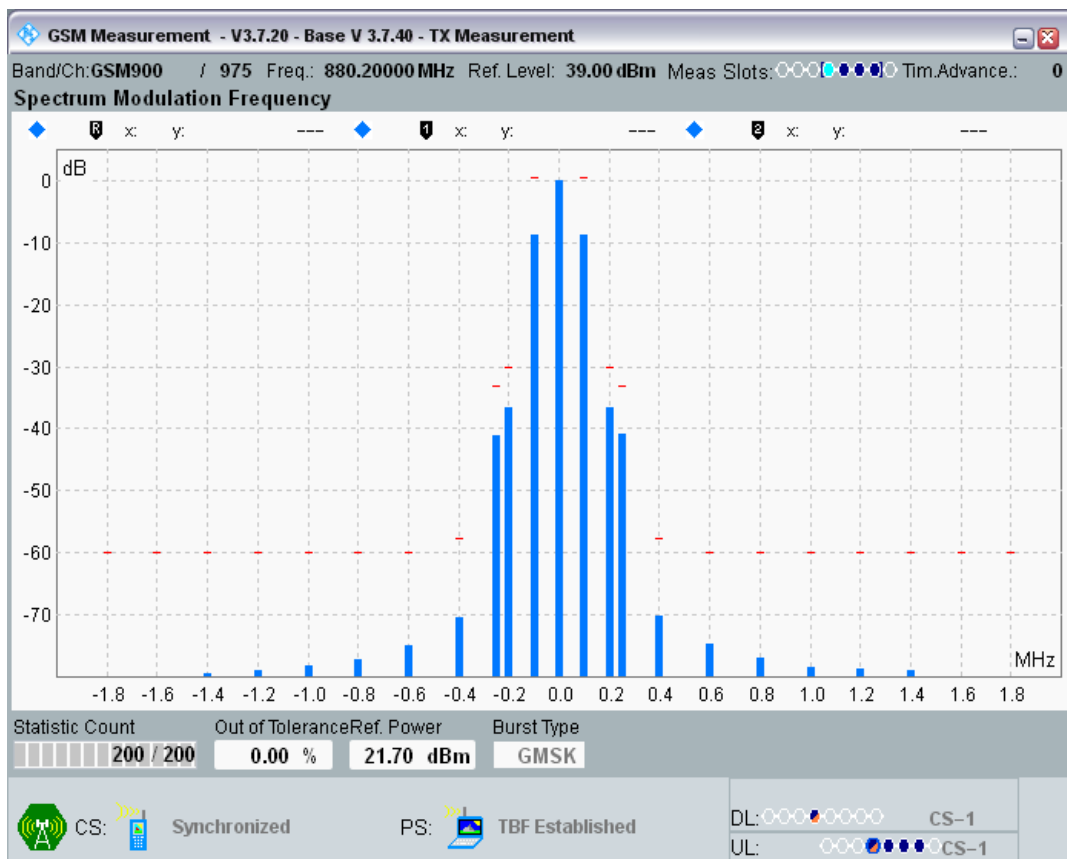 GSM Measurement - V3.7.20 - Base V 3.7.40 - TX Measurement
Band/Ch:GSM900 / 975 Freq.: 880.20000 MHz Ref. Level: 39.00 dBm Meas Slots: Tim.Advance.: 0
Spectrum Modulation Frequency
R x: y: --- 1 x: y: --- 2 x: y: ---
dB
0
-10
-20
-30
-40
-50
-60
-70
MHz
-1.8 -1.6 -1.4 -1.2 -1.0 -0.8 -0.6 -0.4 -0.2 0.0 0.2 0.4 0.6 0.8 1.0 1.2 1.4 1.6 1.8
Statistic Count Out of Tolerance Ref. Power Burst Type
200 / 200 0.00 % 21.70 dBm GMSK
CS: Synchronized PS: TBF Established DL: CS-1
UL: CS-1